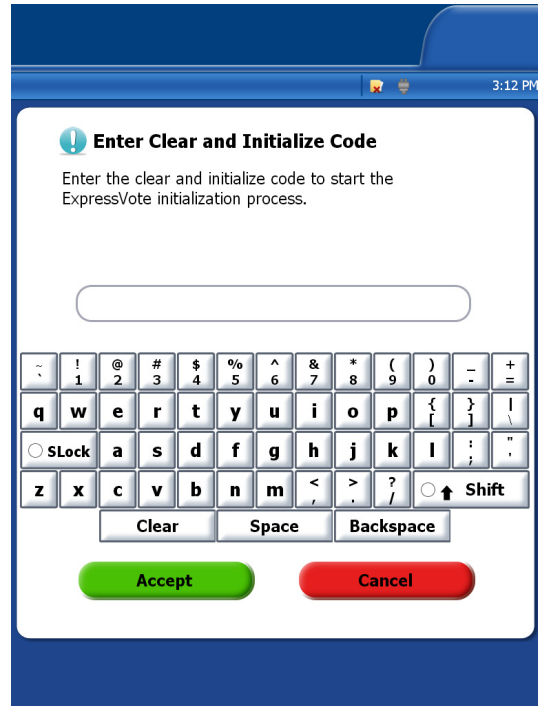 3:12 PM
Enter Clear and Initialize Code
Enter the clear and initialize code to start the
ExpressVote initialization process.
~ ! @ # $ % ^ & * ( ) _ +
` 1 2 3 4 5 6 7 8 9 0 - =
q w e r t y u i o p { [ } ] | \
SLock a s d f g h j k l : ; " '
z x c v b n m < , > . ? / Shift
Clear Space Backspace
Accept Cancel